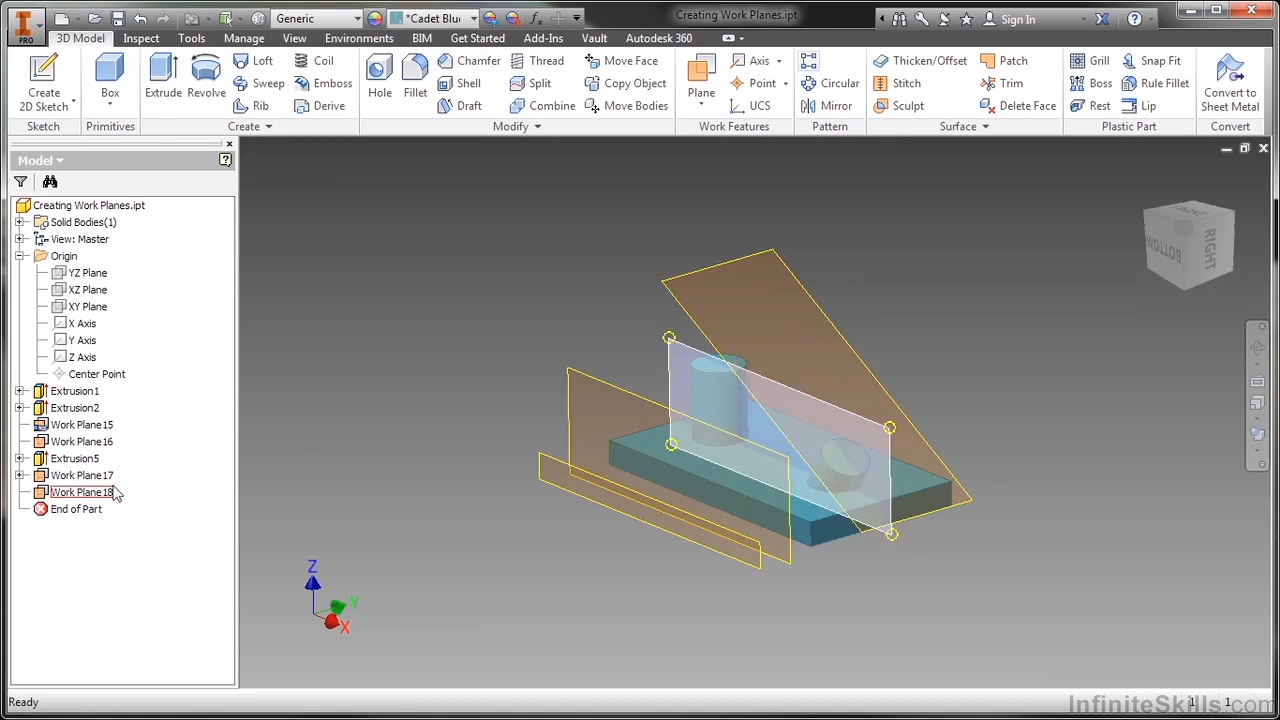 Generic
*Cadet Blu
Creating Work Planes.ipt
Sign In
PRO
3D Model
Inspect
Tools
Manage
View
Environments
BIM
Get Started
Add-Ins
Vault
Autodesk 360
Create
2D Sketch
Box
Extrude
Revolve
Loft
Sweep
Rib
Coil
Emboss
Derive
Hole
Fillet
Chamfer
Shell
Draft
Thread
Split
Combine
Move Face
Copy Object
Move Bodies
Plane
Axis
Point
UCS
Circular
Mirror
Thicken/Offset
Stitch
Sculpt
Patch
Trim
Delete Face
Grill
Boss
Rest
Snap Fit
Rule Fillet
Lip
Convert to
Sheet Metal
Sketch
Primitives
Create
Modify
Work Features
Pattern
Surface
Plastic Part
Convert
Model
Creating Work Planes.ipt
Solid Bodies(1)
View: Master
Origin
YZ Plane
XZ Plane
XY Plane
X Axis
Y Axis
Z Axis
Center Point
Extrusion1
Extrusion2
Work Plane15
Work Plane16
Extrusion5
Work Plane17
Work Plane18
End of Part
RIGHT
BOTTOM
Z
Y
X
Ready
1 1
InfiniteSkills.com